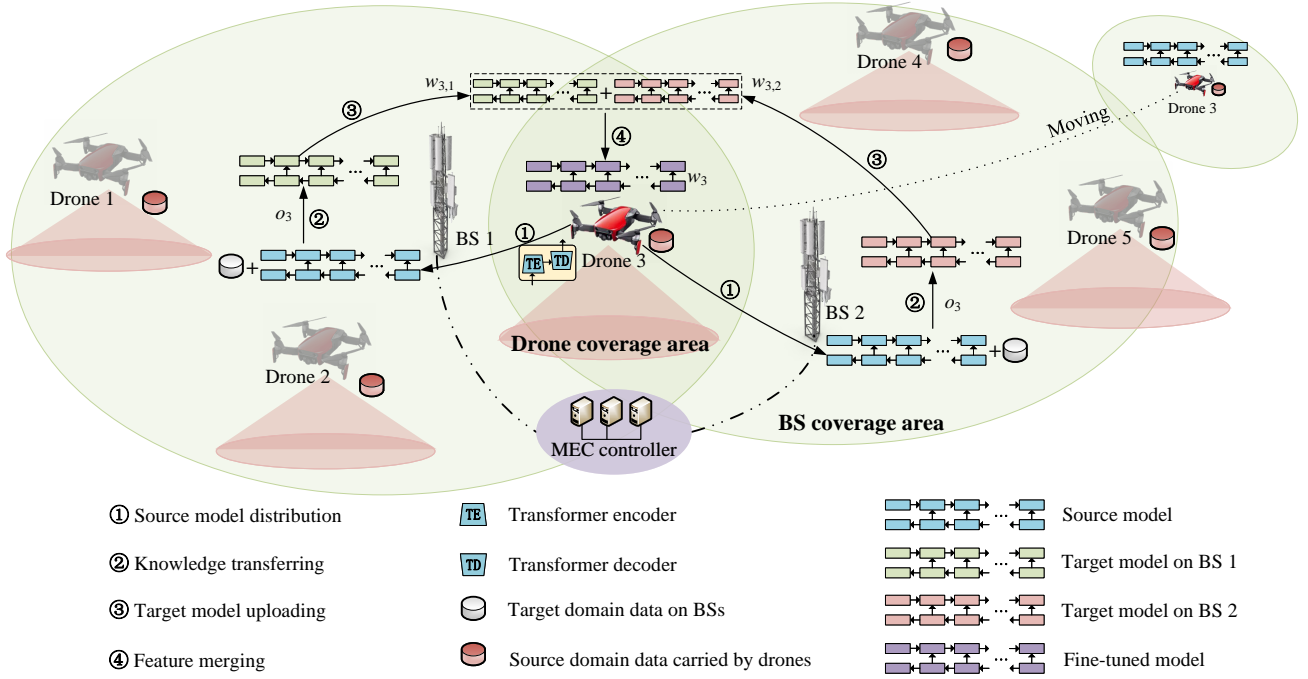 Drone 4
Drone 3
w3,1
+
w3,2
③
③
Moving
④
Drone 1
w3
o3
②
BS 1
①
Drone 5
+
TE
TD
Drone 3
①
BS 2
②
o3
+
Drone 2
Drone coverage area
BS coverage area
MEC controller
① Source model distribution
② Knowledge transferring
③ Target model uploading
④ Feature merging
TE Transformer encoder
TD Transformer decoder
Target domain data on BSs
Source domain data carried by drones
Source model
Target model on BS 1
Target model on BS 2
Fine-tuned model